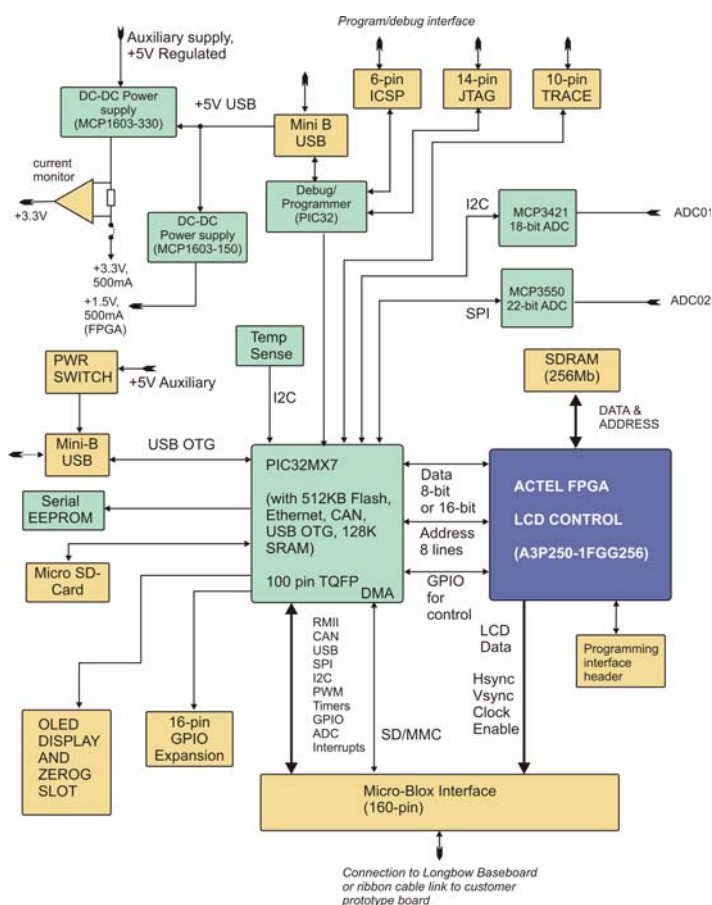 Program/debug interface
Auxiliary supply,
+5V Regulated
6-pin
ICSP
14-pin
JTAG
10-pin
TRACE
DC-DC Power
supply
(MCP1603-330)
+5V USB
Mini B
USB
current
monitor
+3.3V
Debug/
Programmer
(PIC32)
DC-DC
Power supply
(MCP1603-150)
I2C
MCP3421
18-bit ADC
ADC01
+3.3V,
500mA
+1.5V,
500mA
(FPGA)
SPI
MCP3550
22-bit ADC
ADC02
Temp
Sense
I2C
PWR
SWITCH
+5V Auxiliary
SDRAM
(256Mb)
DATA &
ADDRESS
Mini-B
USB
USB OTG
PIC32MX7
(with 512KB Flash,
Ethernet, CAN,
USB OTG, 128K
SRAM)
100 pin TQFP
DMA
Data
8-bit
or 16-bit
Address
8 lines
GPIO
for
control
ACTEL FPGA
LCD CONTROL
(A3P250-1FGG256)
Serial
EEPROM
Micro SD-
Card
RMII
CAN
USB
SPI
I2C
PWM
Timers
GPIO
ADC
Interrupts
SD/MMC
LCD
Data
Hsync
Vsync
Clock
Enable
Programming
interface
header
OLED
DISPLAY
AND
ZEROG
SLOT
16-pin
GPIO
Expansion
Micro-Blox Interface
(160-pin)
Connection to Longbow Baseboard
or ribbon cable link to customer
prototype board